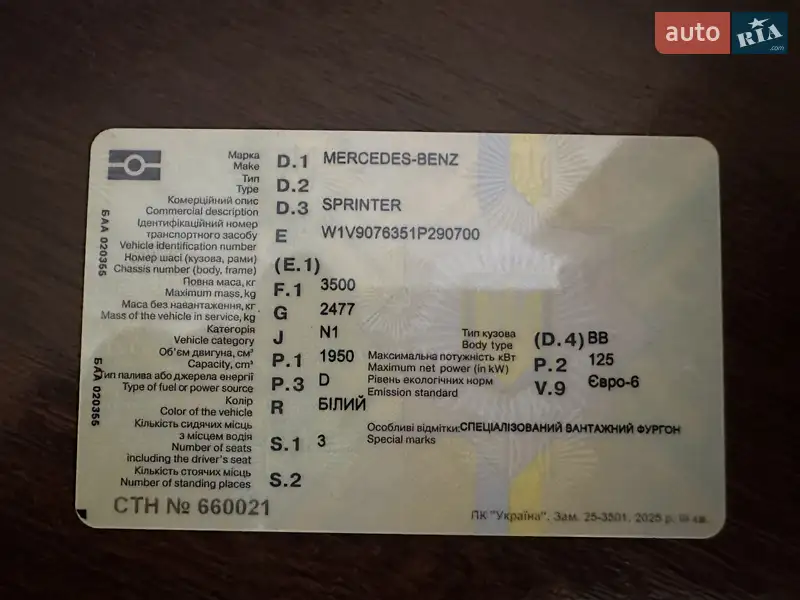 auto RIA .com
Марка
Make D.1 MERCEDES-BENZ
Тип
Type D.2
Комерційний опис
Commercial description D.3 SPRINTER
Ідентифікаційний номер
транспортного засобу
Vehicle identification number E W1V9076351P290700
Номер шасі (кузова, рами)
Chassis number (body, frame) (E.1)
Повна маса, кг
Maximum mass, kg F.1 3500
Маса без навантаження, кг
Mass of the vehicle in service, kg G 2477
Категорія
Vehicle category J N1
Тип кузова
Body type (D.4) BB
Об'єм двигуна, см³
Capacity, cm³ P.1 1950
Максимальна потужність кВт
Maximum net power (in kW) P.2 125
Тип палива або джерела енергії
Type of fuel or power source P.3 D
Рівень екологічних норм
Emission standard V.9 Євро-6
Колір
Color of the vehicle R БІЛИЙ
Кількість сидячих місць
з місцем водія
Number of seats
including the driver's seat S.1 3
Особливі відмітки: СПЕЦІАЛІЗОВАНИЙ ВАНТАЖНИЙ ФУРГОН
Special marks
Кількість стоячих місць
Number of standing places S.2
СТН № 660021
ПК "Україна". Зам. 25-3501, 2025 р. III кв.
БАА 020355
БАА 020355